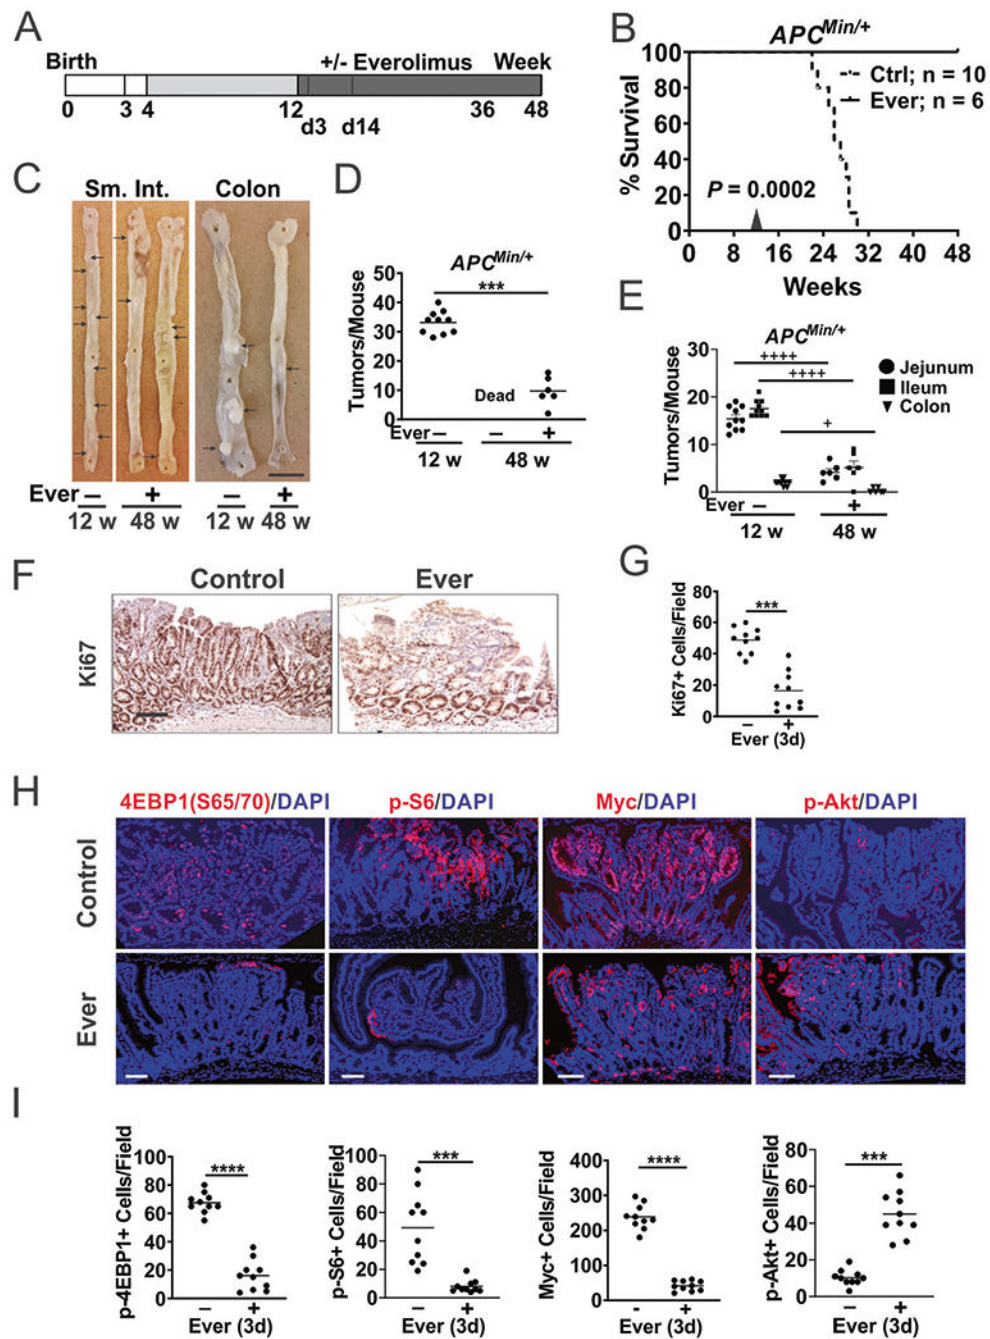 A
Birth +/- Everolimus Week
0 3 4 12 36 48
d3 d14
B
APC^Min/+
100
80
60
40
20
0
% Survival
Ctrl; n = 10
Ever; n = 6
P = 0.0002
0 8 16 24 32 40 48
Weeks
C
Sm. Int. Colon
Ever – + – +
12 w 48 w 12 w 48 w
D
APC^Min/+
***
50
40
30
20
10
0
Tumors/Mouse
Dead
Ever – – +
12 w 48 w
E
APC^Min/+
30
20
10
0
Tumors/Mouse
++++
++++
+
Jejunum
Ileum
Colon
Ever – +
12 w 48 w
F
Control Ever
Ki67
G
80
60
40
20
0
Ki67+ Cells/Field
***
– +
Ever (3d)
H
4EBP1(S65/70)/DAPI p-S6/DAPI Myc/DAPI p-Akt/DAPI
Control
Ever
I
80
60
40
20
0
p-4EBP1+ Cells/Field
****
– +
Ever (3d)
100
80
60
40
20
0
p-S6+ Cells/Field
***
– +
Ever (3d)
400
300
200
100
0
Myc+ Cells/Field
****
- +
Ever (3d)
80
60
40
20
0
p-Akt+ Cells/Field
***
– +
Ever (3d)